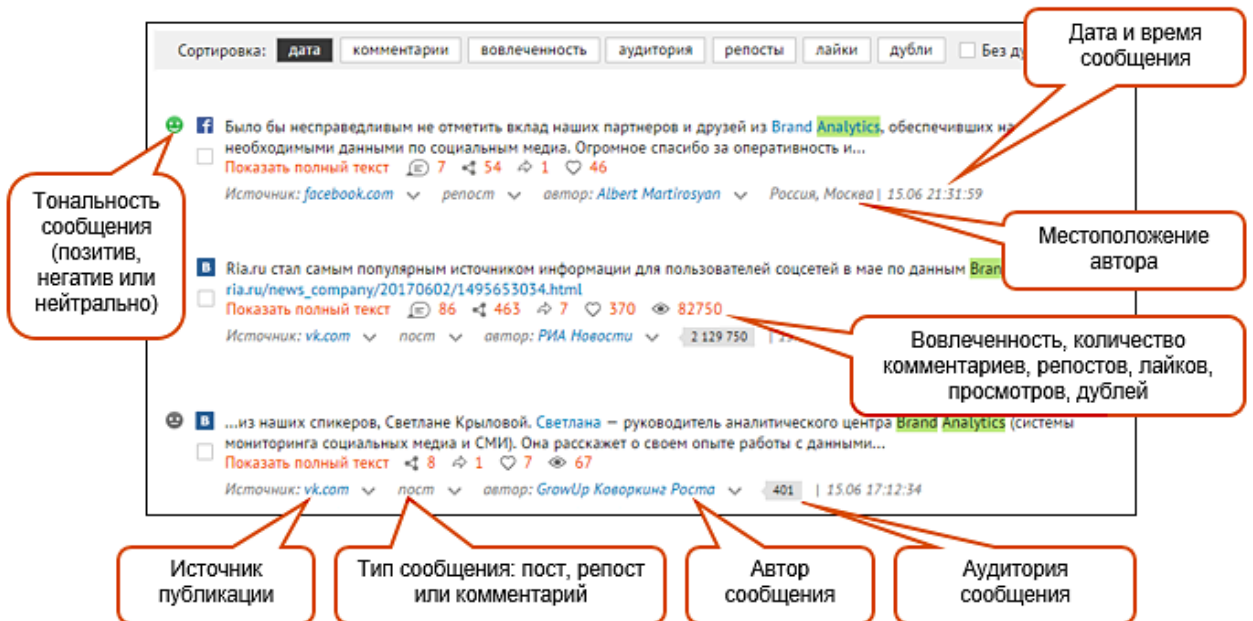 Сортировка: дата комментарии вовлеченность аудитория репосты лайки дубли Без
Дата и время
сообщения
Было бы несправедливым не отметить вклад наших партнеров и друзей из Brand Analytics, обеспечивших
необходимыми данными по социальным медиа. Огромное спасибо за оперативность и...
Показать полный текст 7 54 1 46
Источник: facebook.com репост автор: Albert Martirosyan Россия, Москва | 15.06 21:31:59
Тональность
сообщения
(позитив,
негатив или
нейтрально)
Местоположение
автора
B Ria.ru стал самым популярным источником информации для пользователей соцсетей в мае по данным
ria.ru/news_company/20170602/1495653034.html
Показать полный текст 86 463 7 370 82750
Источник: vk.com пост автор: РИА Новости 2 129 750 |
Вовлеченность, количество
комментариев, репостов, лайков,
просмотров, дублей
B ...из наших спикеров, Светлане Крыловой. Светлана — руководитель аналитического центра Brand Analytics (системы
мониторинга социальных медиа и СМИ). Она расскажет о своем опыте работы с данными...
Показать полный текст 8 1 7 67
Источник: vk.com пост автор: GrowUp Коворкинг Роста 401 | 15.06 17:12:34
Источник
публикации
Тип сообщения: пост, репост
или комментарий
Автор
сообщения
Аудитория
сообщения